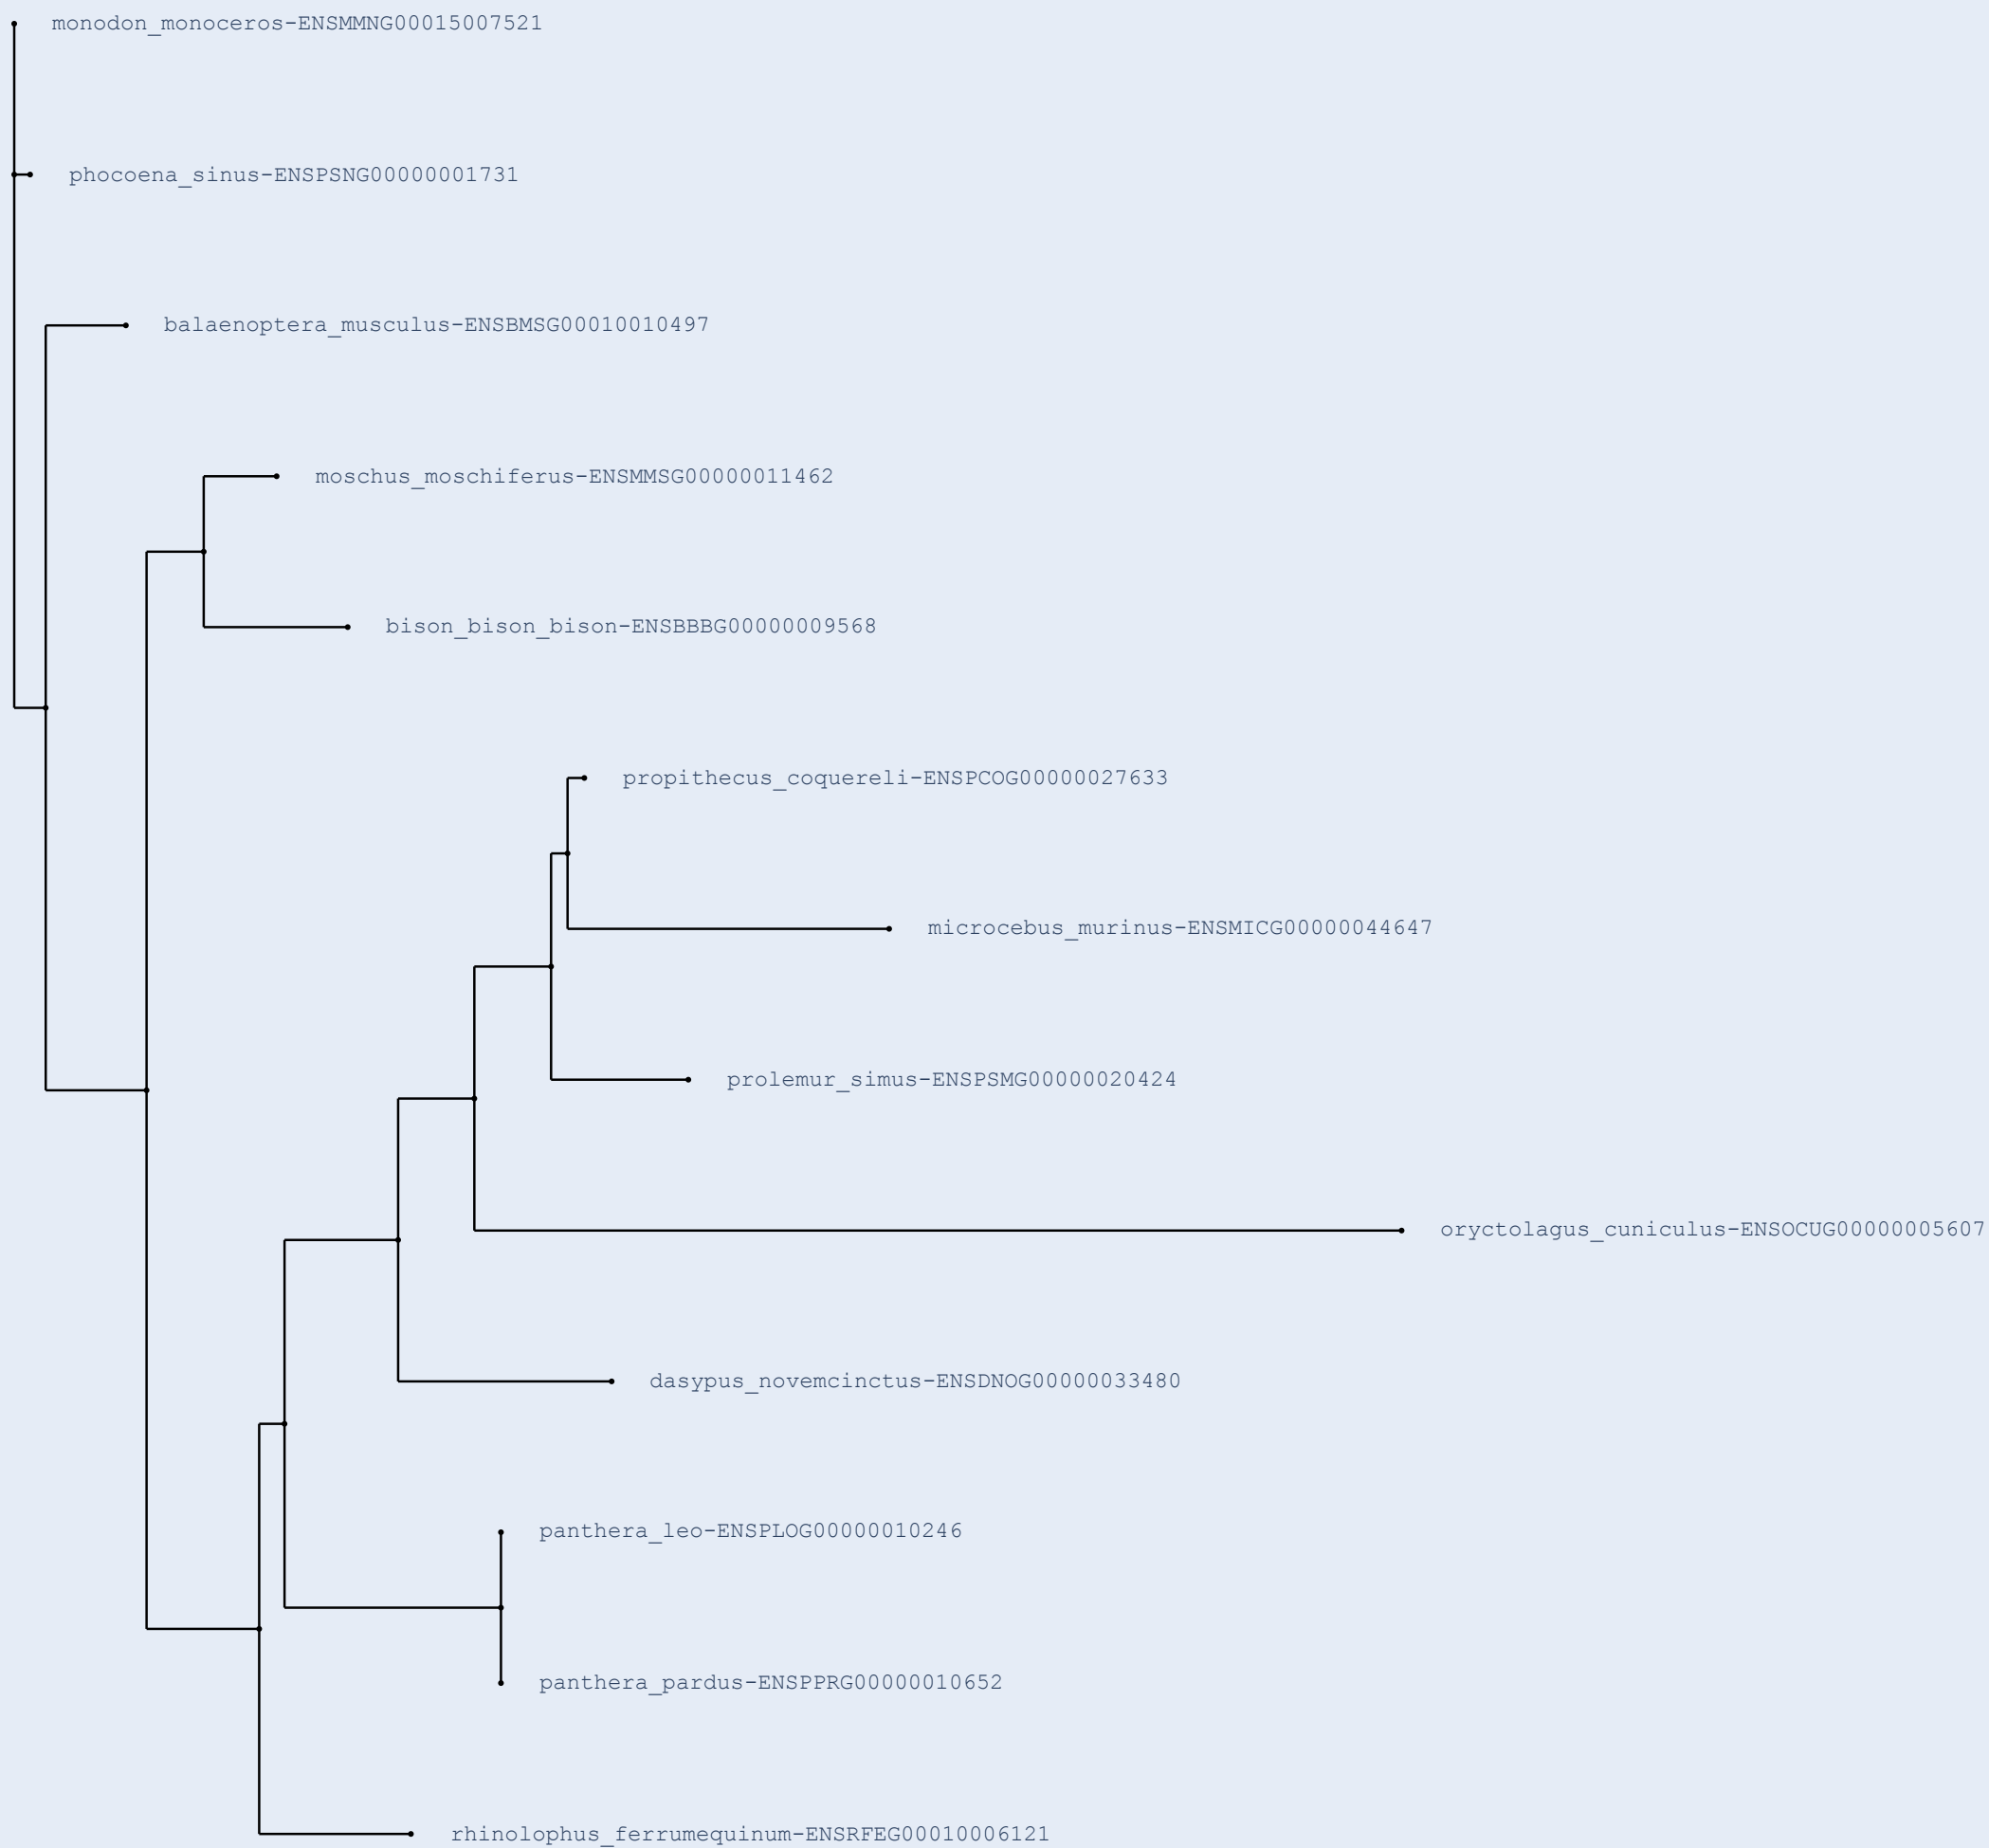 monodon_monoceros-ENSMMNG00015007521
phocoena_sinus-ENSPSNG00000001731
balaenoptera_musculus-ENSBMSG00010010497
moschus_moschiferus-ENSMMSG00000011462
bison_bison_bison-ENSBBBG00000009568
propithecus_coquereli-ENSPCOG00000027633
microcebus_murinus-ENSMICG00000044647
prolemur_simus-ENSPSMG00000020424
oryctolagus_cuniculus-ENSOCUG00000005607
dasypus_novemcinctus-ENSDNOG00000033480
panthera_leo-ENSPLOG00000010246
panthera_pardus-ENSPPRG00000010652
rhinolophus_ferrumequinum-ENSRFEG00010006121